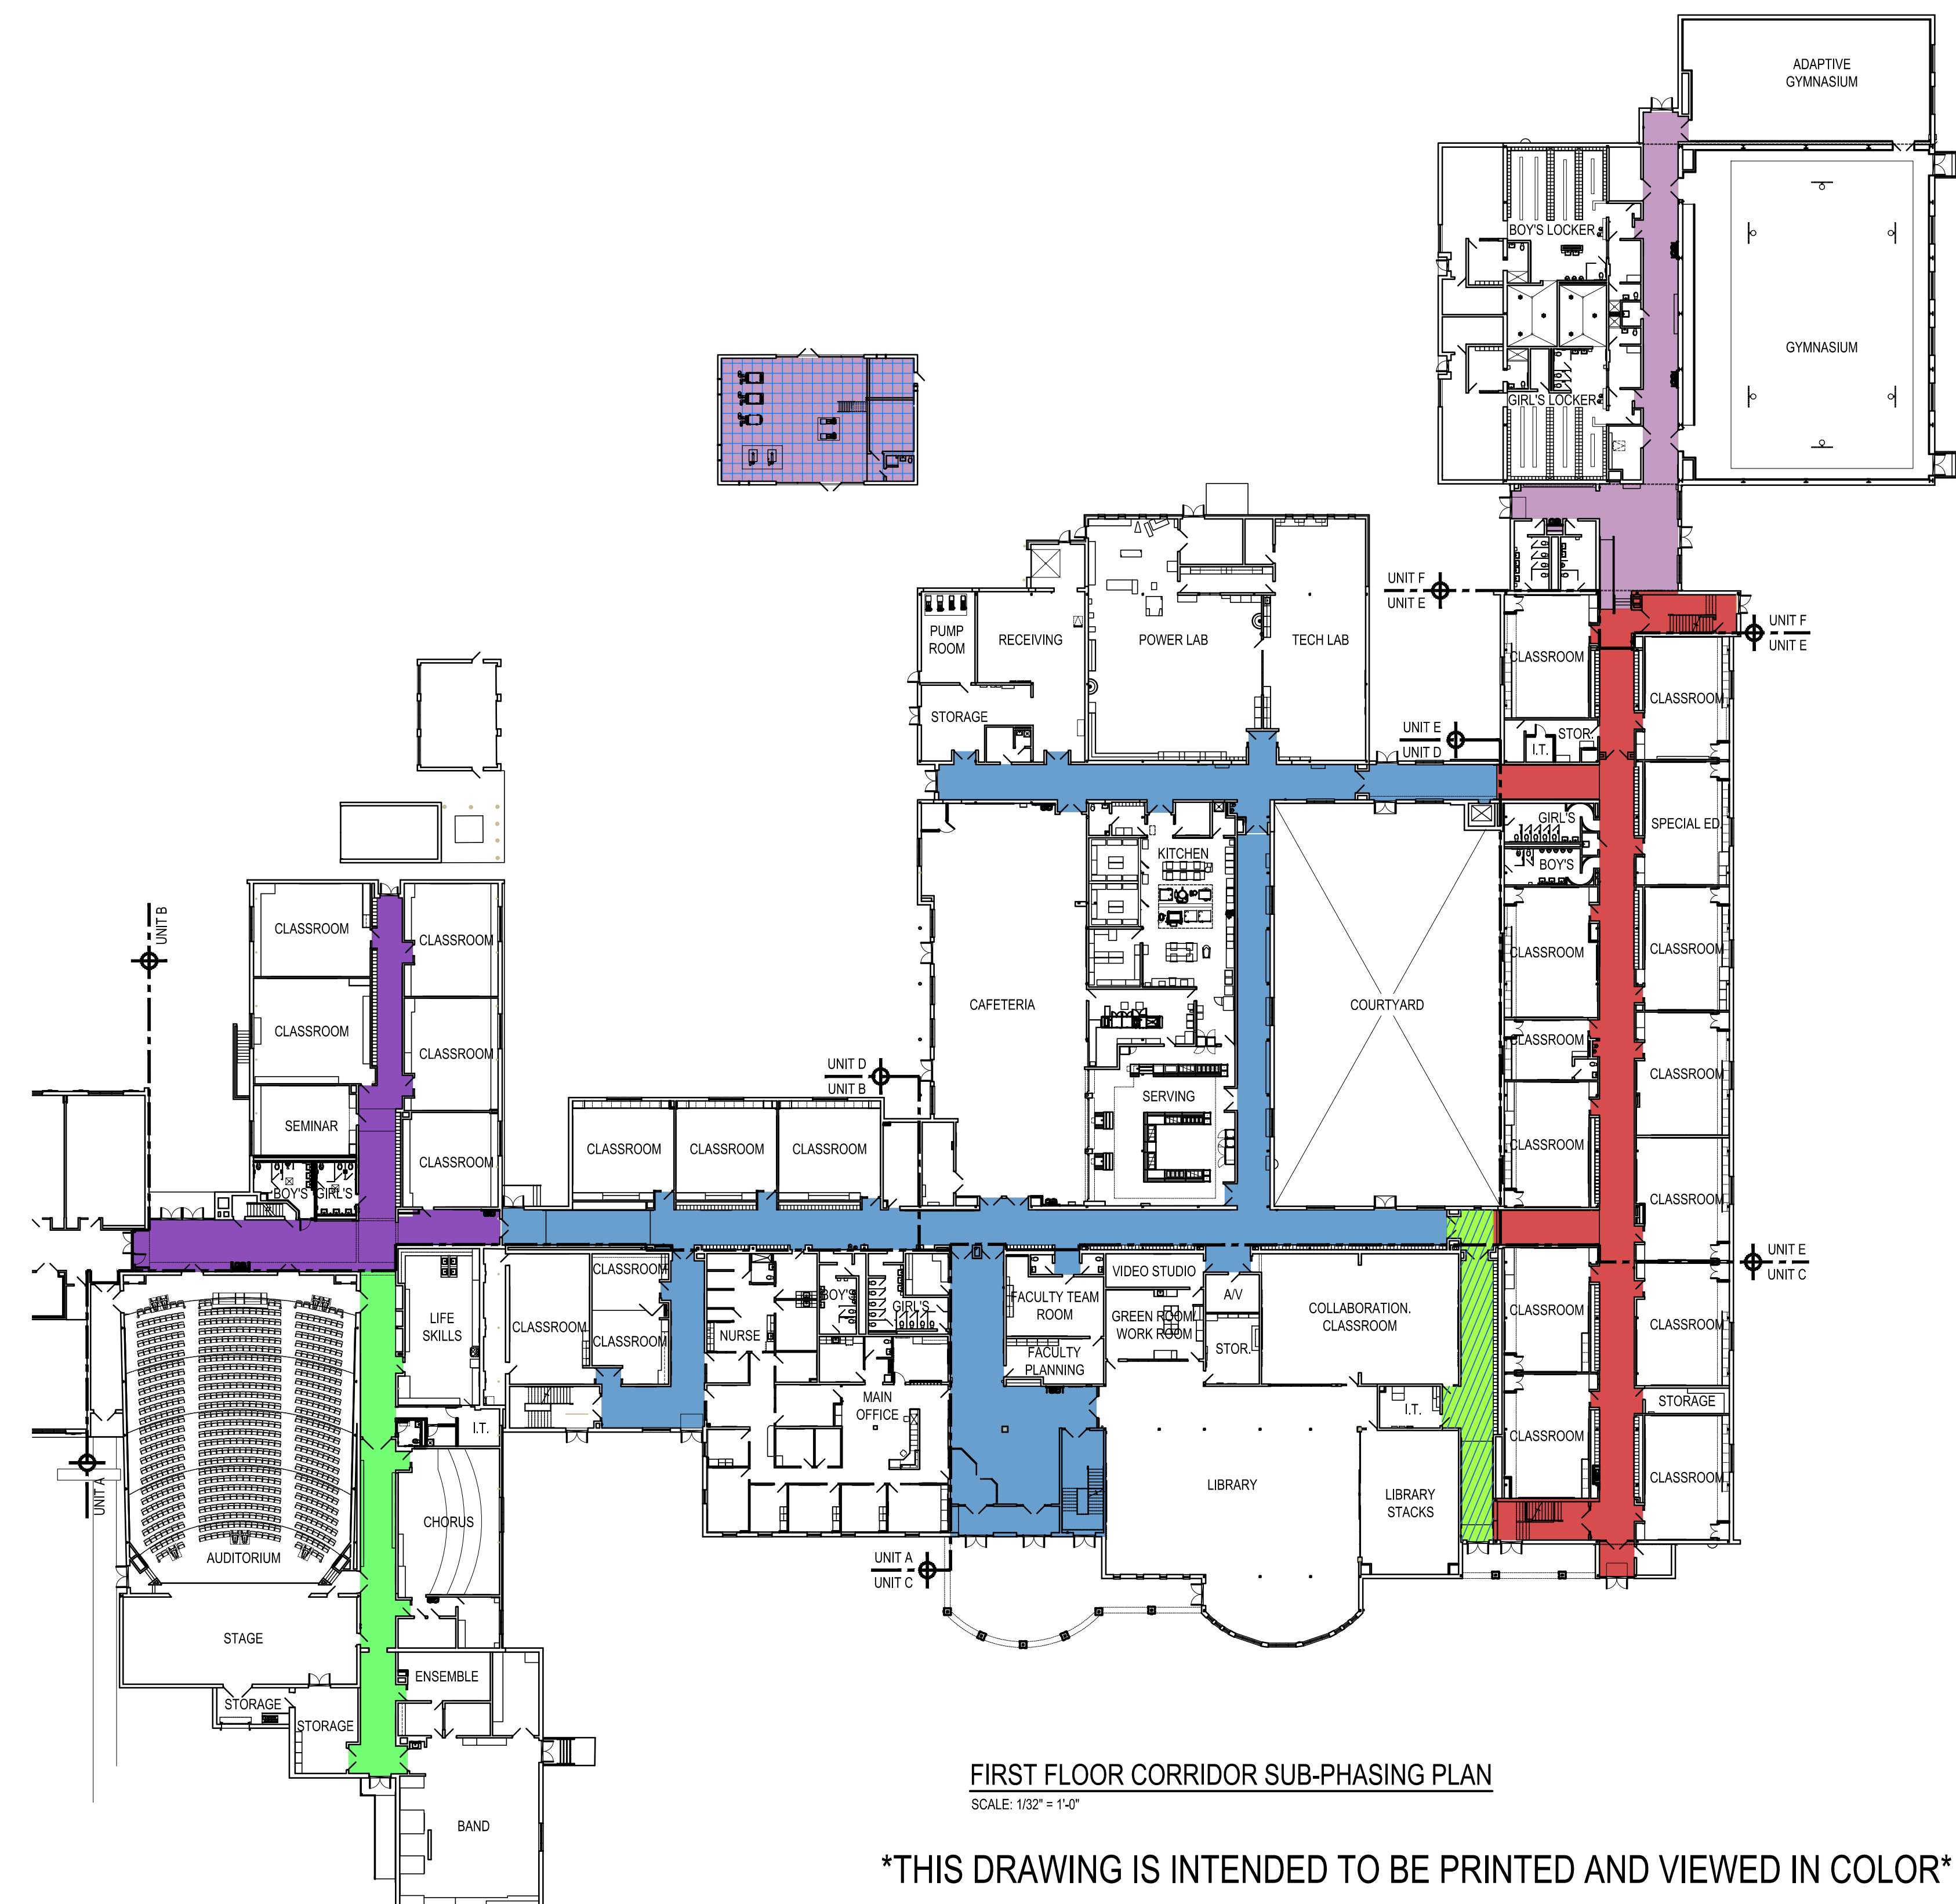 ADAPTIVE
GYMNASIUM
BOY'S LOCKER
GYMNASIUM
GIRL'S LOCKER
UNIT F
UNIT E
PUMP
ROOM
RECEIVING
POWER LAB
TECH LAB
UNIT F
UNIT E
CLASSROOM
CLASSROOM
STORAGE
UNIT E
UNIT D
STOR.
I.T.
GIRL'S
SPECIAL ED.
BOY'S
KITCHEN
UNIT B
CLASSROOM
CLASSROOM
CLASSROOM
CLASSROOM
CAFETERIA
COURTYARD
CLASSROOM
CLASSROOM
CLASSROOM
CLASSROOM
UNIT D
UNIT B
SERVING
SEMINAR
CLASSROOM
CLASSROOM
CLASSROOM
CLASSROOM
CLASSROOM
CLASSROOM
BOY'S
GIRL'S
CLASSROOM
UNIT E
UNIT C
CLASSROOM
VIDEO STUDIO
LIFE
SKILLS
CLASSROOM
CLASSROOM
CLASSROOM
NURSE
BOY'S
GIRL'S
FACULTY TEAM
ROOM
GREEN ROOM/
WORK ROOM
A/V
STOR.
COLLABORATION.
CLASSROOM
CLASSROOM
CLASSROOM
FACULTY
PLANNING
MAIN
OFFICE
I.T.
I.T.
STORAGE
CLASSROOM
CLASSROOM
UNIT A
CHORUS
LIBRARY
LIBRARY
STACKS
AUDITORIUM
UNIT A
UNIT C
STAGE
ENSEMBLE
STORAGE
STORAGE
BAND
FIRST FLOOR CORRIDOR SUB-PHASING PLAN
SCALE: 1/32" = 1'-0"
*THIS DRAWING IS INTENDED TO BE PRINTED AND VIEWED IN COLOR*